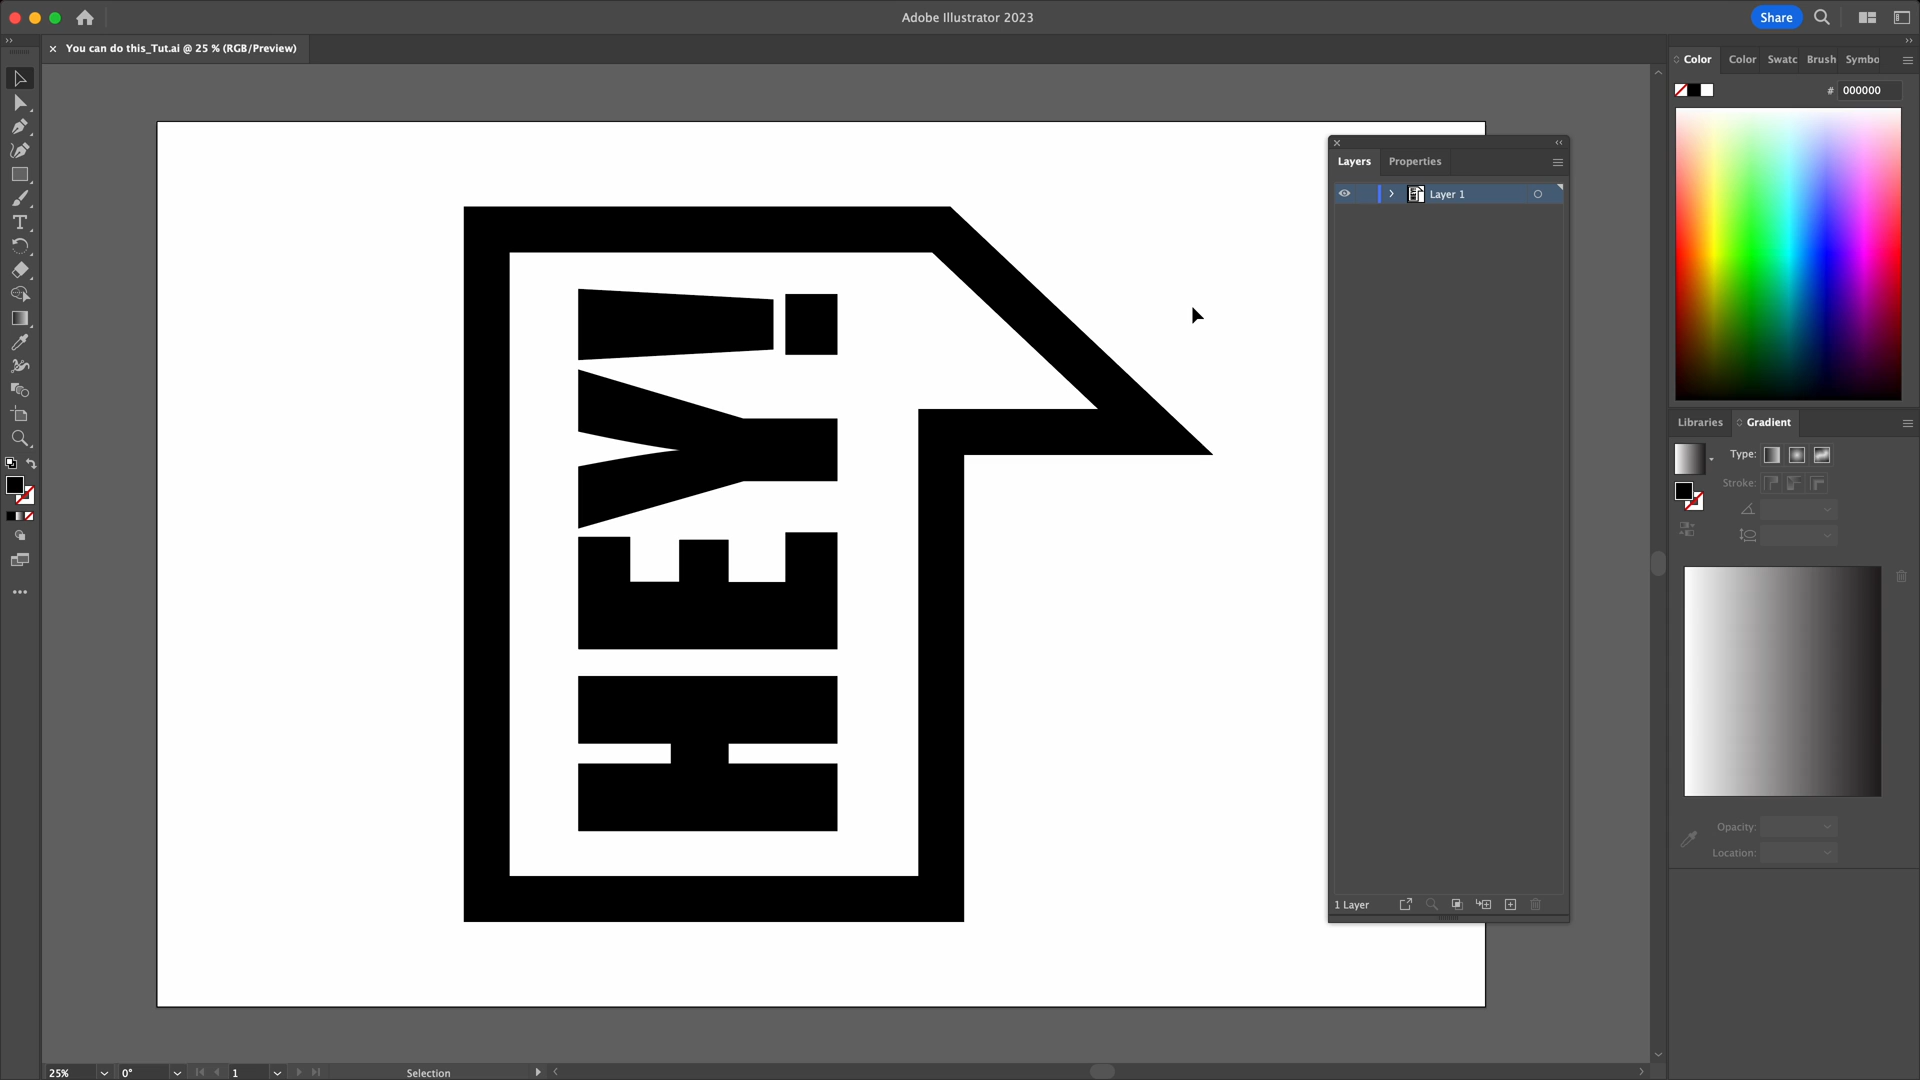 Adobe Illustrator 2023
Share
You can do this_Tut.ai @ 25 % (RGB/Preview)
Color
Color
Swatc
Brush
Symbo
# 000000
Layers
Properties
Layer 1
HEY!
Libraries
Gradient
Type:
Stroke:
Opacity:
Location:
1 Layer
25%
0°
1
Selection